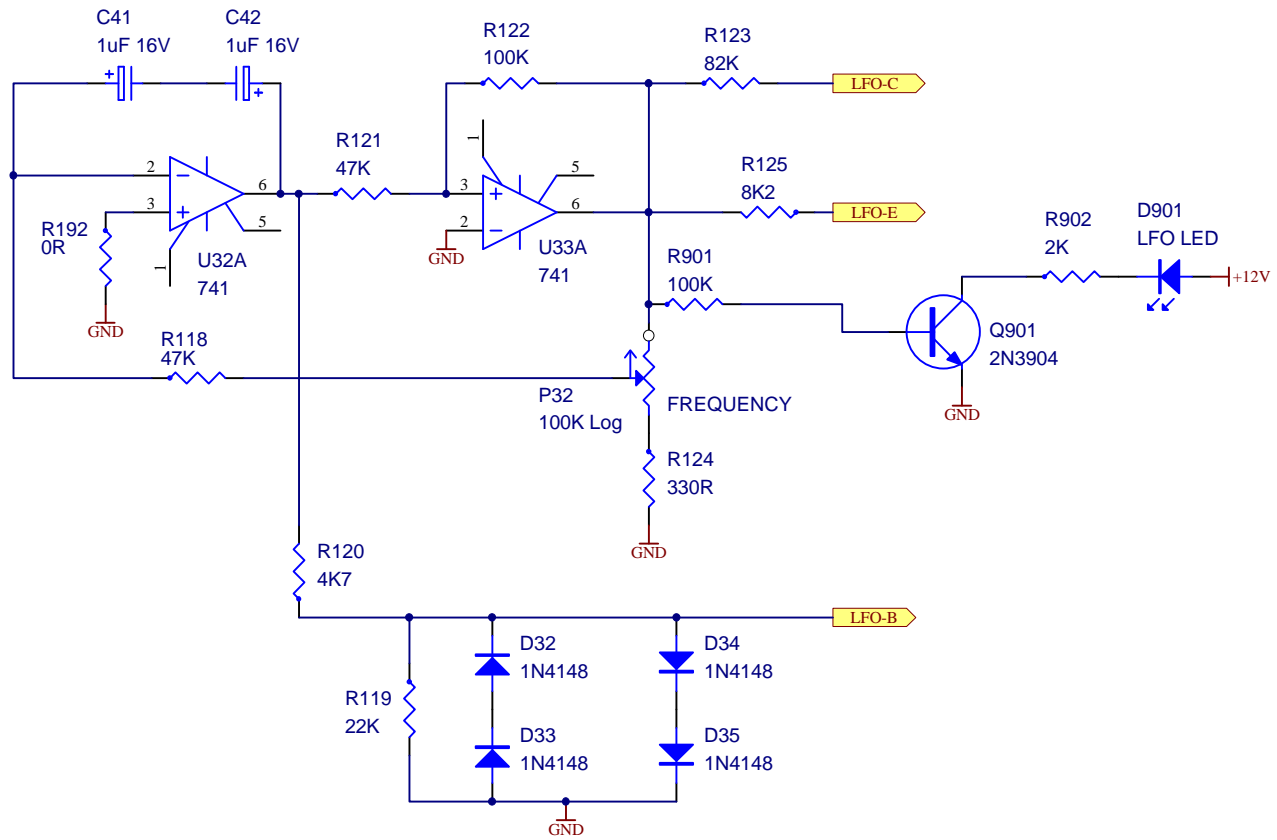 C41
1uF 16V
C42
1uF 16V
R122
100K
R123
82K
LFO-C
2
3
6
5
1
R192
0R
GND
U32A
741
R121
47K
1
3
2
5
6
GND
U33A
741
R125
8K2
LFO-E
R901
100K
R902
2K
D901
LFO LED
+12V
Q901
2N3904
GND
R118
47K
P32
100K Log
FREQUENCY
R124
330R
GND
R120
4K7
LFO-B
R119
22K
D32
1N4148
D34
1N4148
D33
1N4148
D35
1N4148
GND